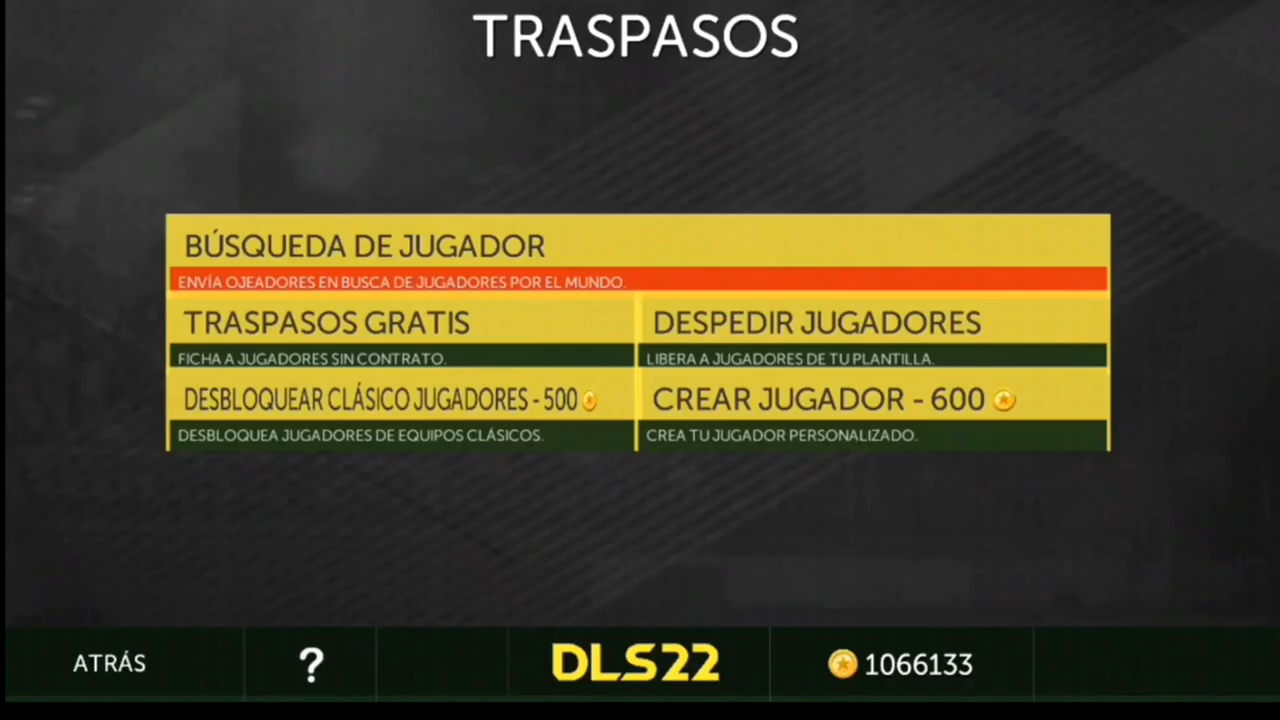 TRASPASOS
BÚSQUEDA DE JUGADOR
ENVÍA OJEADORES EN BUSCA DE JUGADORES POR EL MUNDO.
TRASPASOS GRATIS
FICHA A JUGADORES SIN CONTRATO.
DESPEDIR JUGADORES
LIBERA A JUGADORES DE TU PLANTILLA.
DESBLOQUEAR CLÁSICO JUGADORES - 500
DESBLOQUEA JUGADORES DE EQUIPOS CLÁSICOS.
CREAR JUGADOR - 600
CREA TU JUGADOR PERSONALIZADO.
ATRÁS
?
DLS22
1066133